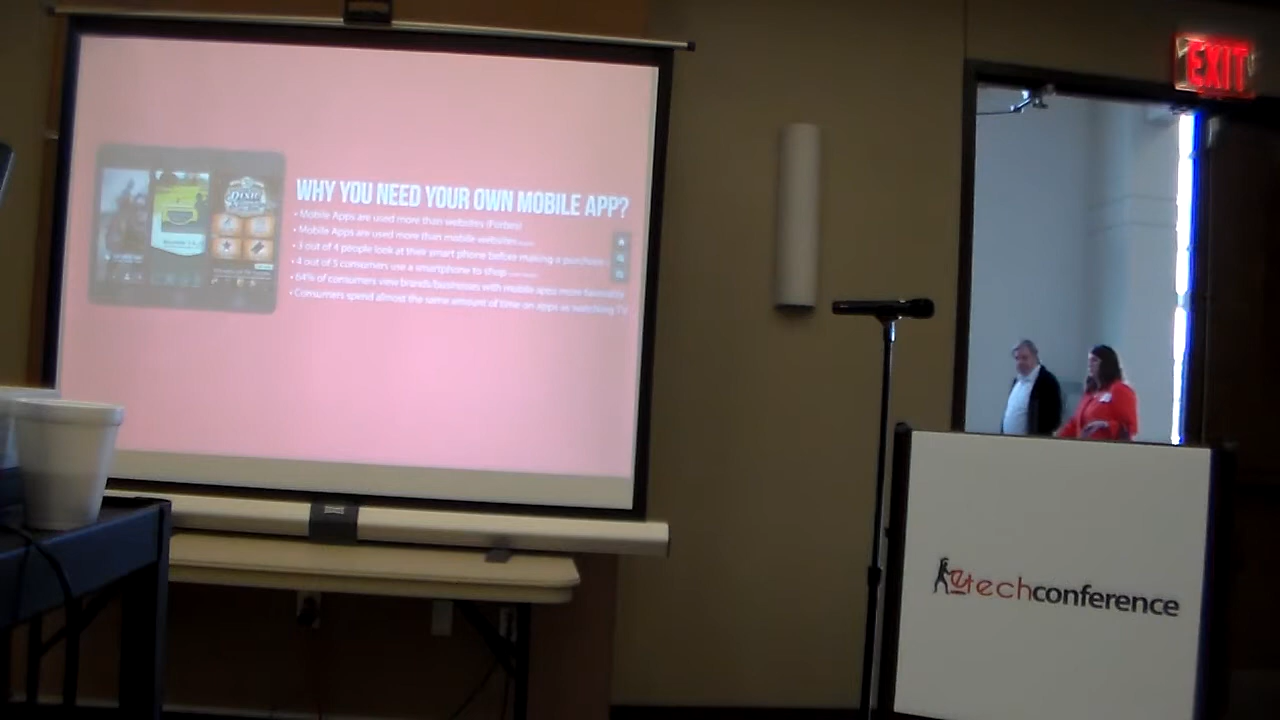 EXIT
WHY YOU NEED YOUR OWN MOBILE APP?
• Mobile Apps are used more than websites (Forbes)
• Mobile Apps are used more than mobile websites
• 3 out of 4 people look at their smart phone before making a purchase
• 4 out of 5 consumers use a smartphone to shop
• 64% of consumers view brands/businesses with mobile apps more favorably
• Consumers spend almost the same amount of time on apps as watching TV
DIXIE
etechconference